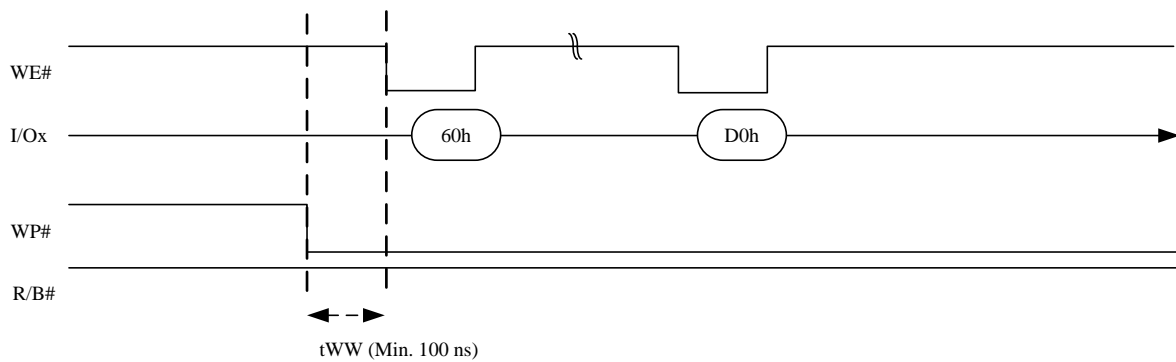 WE#
I/Ox
60h
D0h
WP#
R/B#
tWW (Min. 100 ns)